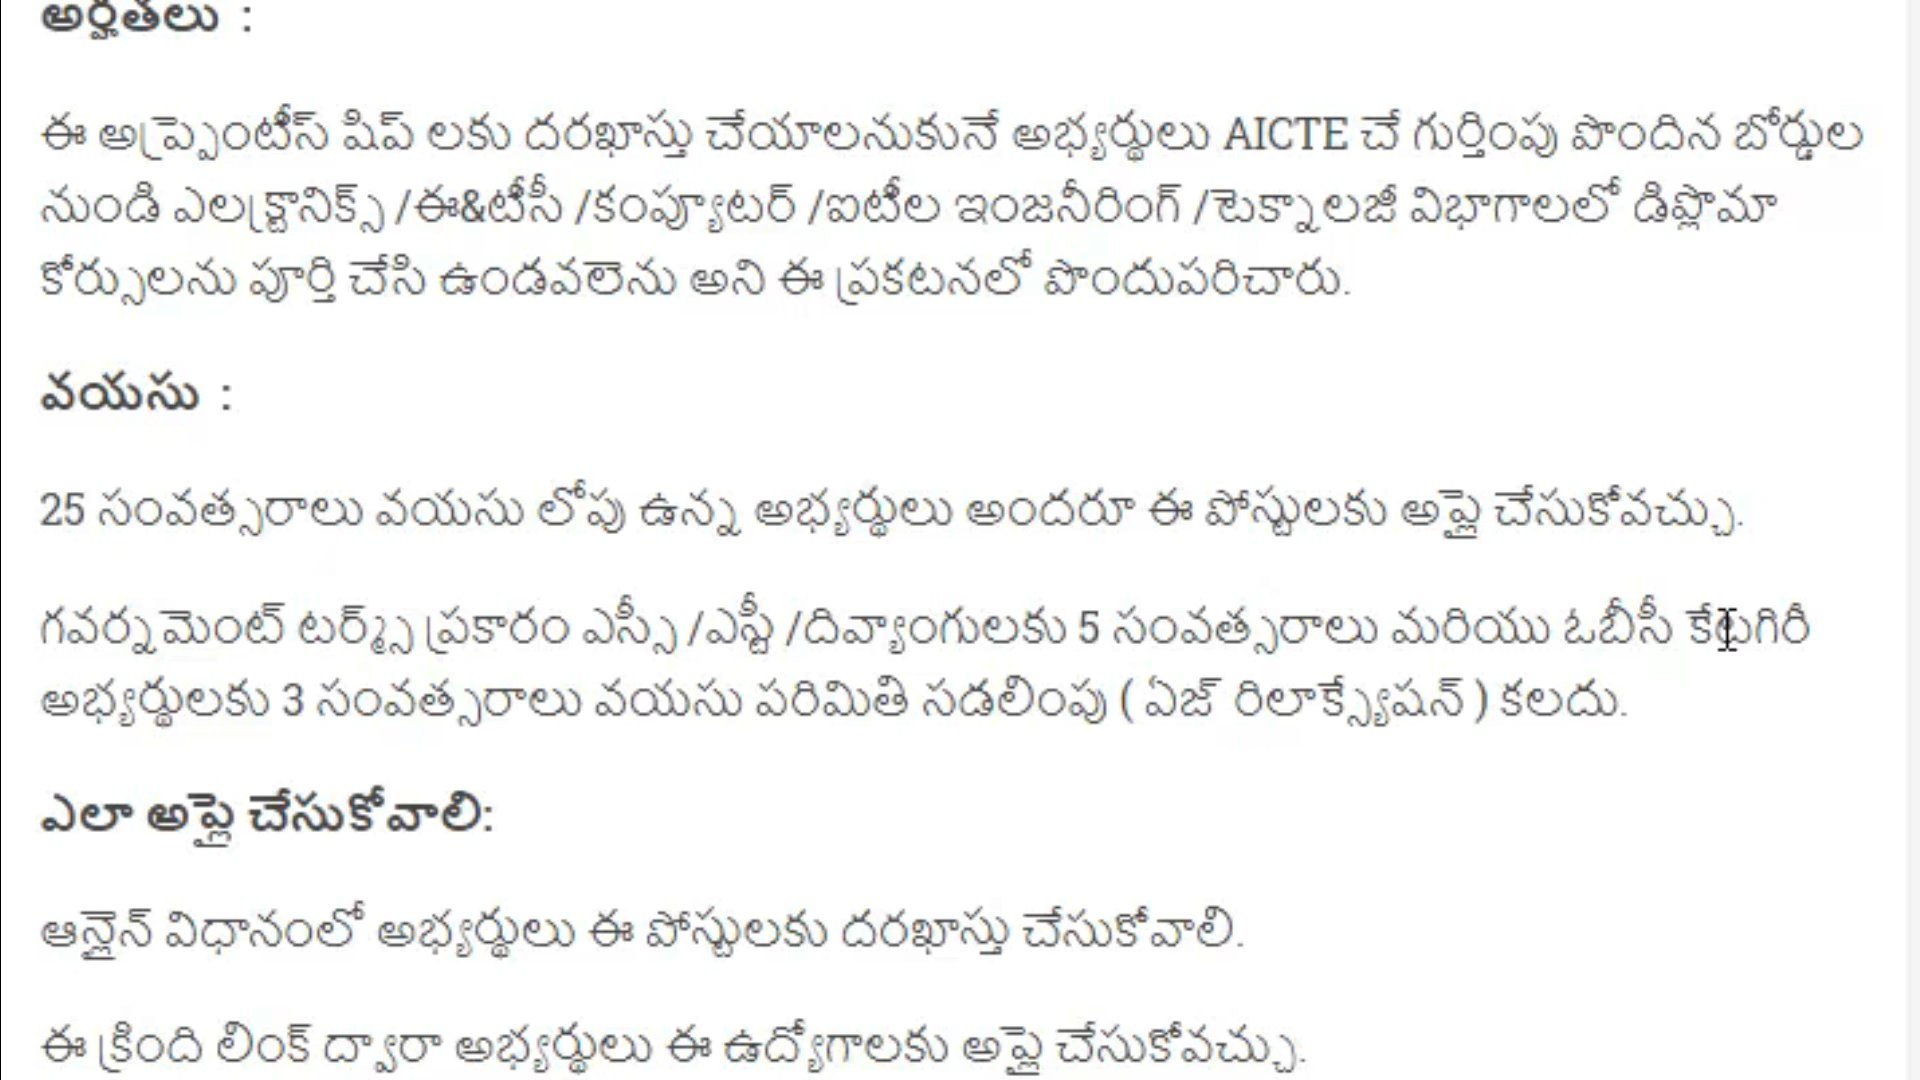 అర్హతలు :
ఈ అప్ప్రెంటీస్ షిప్ లకు దరఖాస్తు చేయాలనుకునే అభ్యర్థులు AICTE చే గుర్తింపు పొందిన బోర్డుల
నుండి ఎలక్ట్రానిక్స్ /ఈ&టీసీ /కంప్యూటర్ /ఐటీల ఇంజనీరింగ్ /టెక్నాలజీ విభాగాలలో డిప్లొమా
కోర్సులను పూర్తి చేసి ఉండవలెను అని ఈ ప్రకటనలో పొందుపరిచారు.
వయసు :
25 సంవత్సరాలు వయసు లోపు ఉన్న అభ్యర్థులు అందరూ ఈ పోస్టులకు అప్లై చేసుకోవచ్చు.
గవర్నమెంట్ టర్మ్స్ ప్రకారం ఎస్సీ /ఎస్టీ /దివ్యాంగులకు 5 సంవత్సరాలు మరియు ఓబీసీ కేటగిరీ
అభ్యర్థులకు 3 సంవత్సరాలు వయసు పరిమితి సడలింపు ( ఏజ్ రిలాక్స్యేషన్ ) కలదు.
ఎలా అప్లై చేసుకోవాలి:
ఆన్లైన్ విధానంలో అభ్యర్థులు ఈ పోస్టులకు దరఖాస్తు చేసుకోవాలి.
ఈ క్రింది లింక్ ద్వారా అభ్యర్థులు ఈ ఉద్యోగాలకు అప్లై చేసుకోవచ్చు.